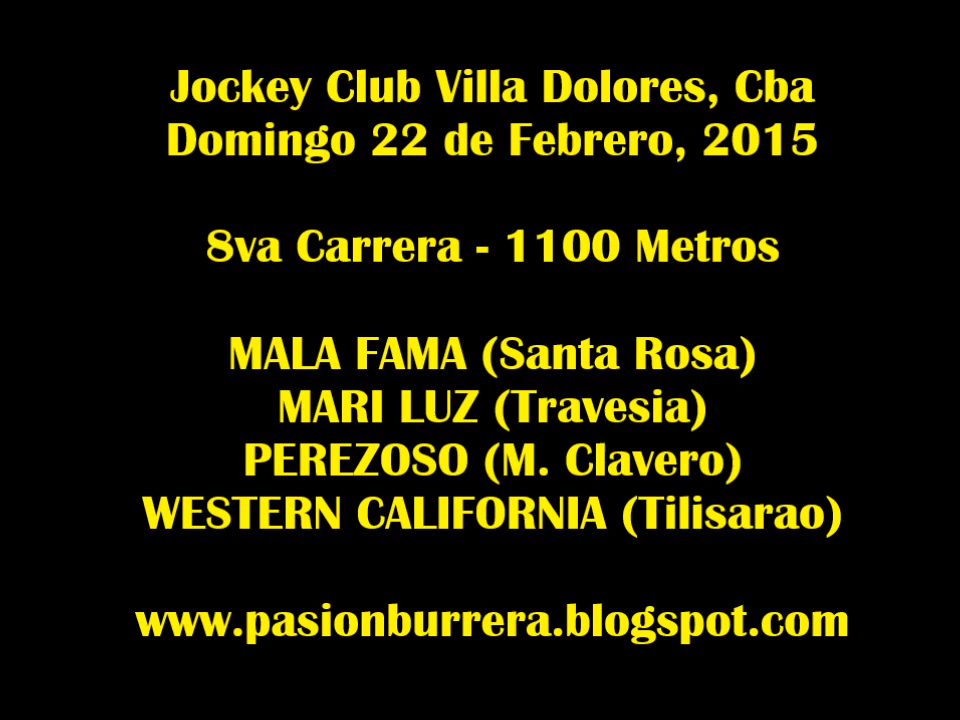 Jockey Club Villa Dolores, Cba
Domingo 22 de Febrero, 2015
8va Carrera - 1100 Metros
MALA FAMA (Santa Rosa)
MARI LUZ (Travesia)
PEREZOSO (M. Clavero)
WESTERN CALIFORNIA (Tilisarao)
www.pasionburrera.blogspot.com